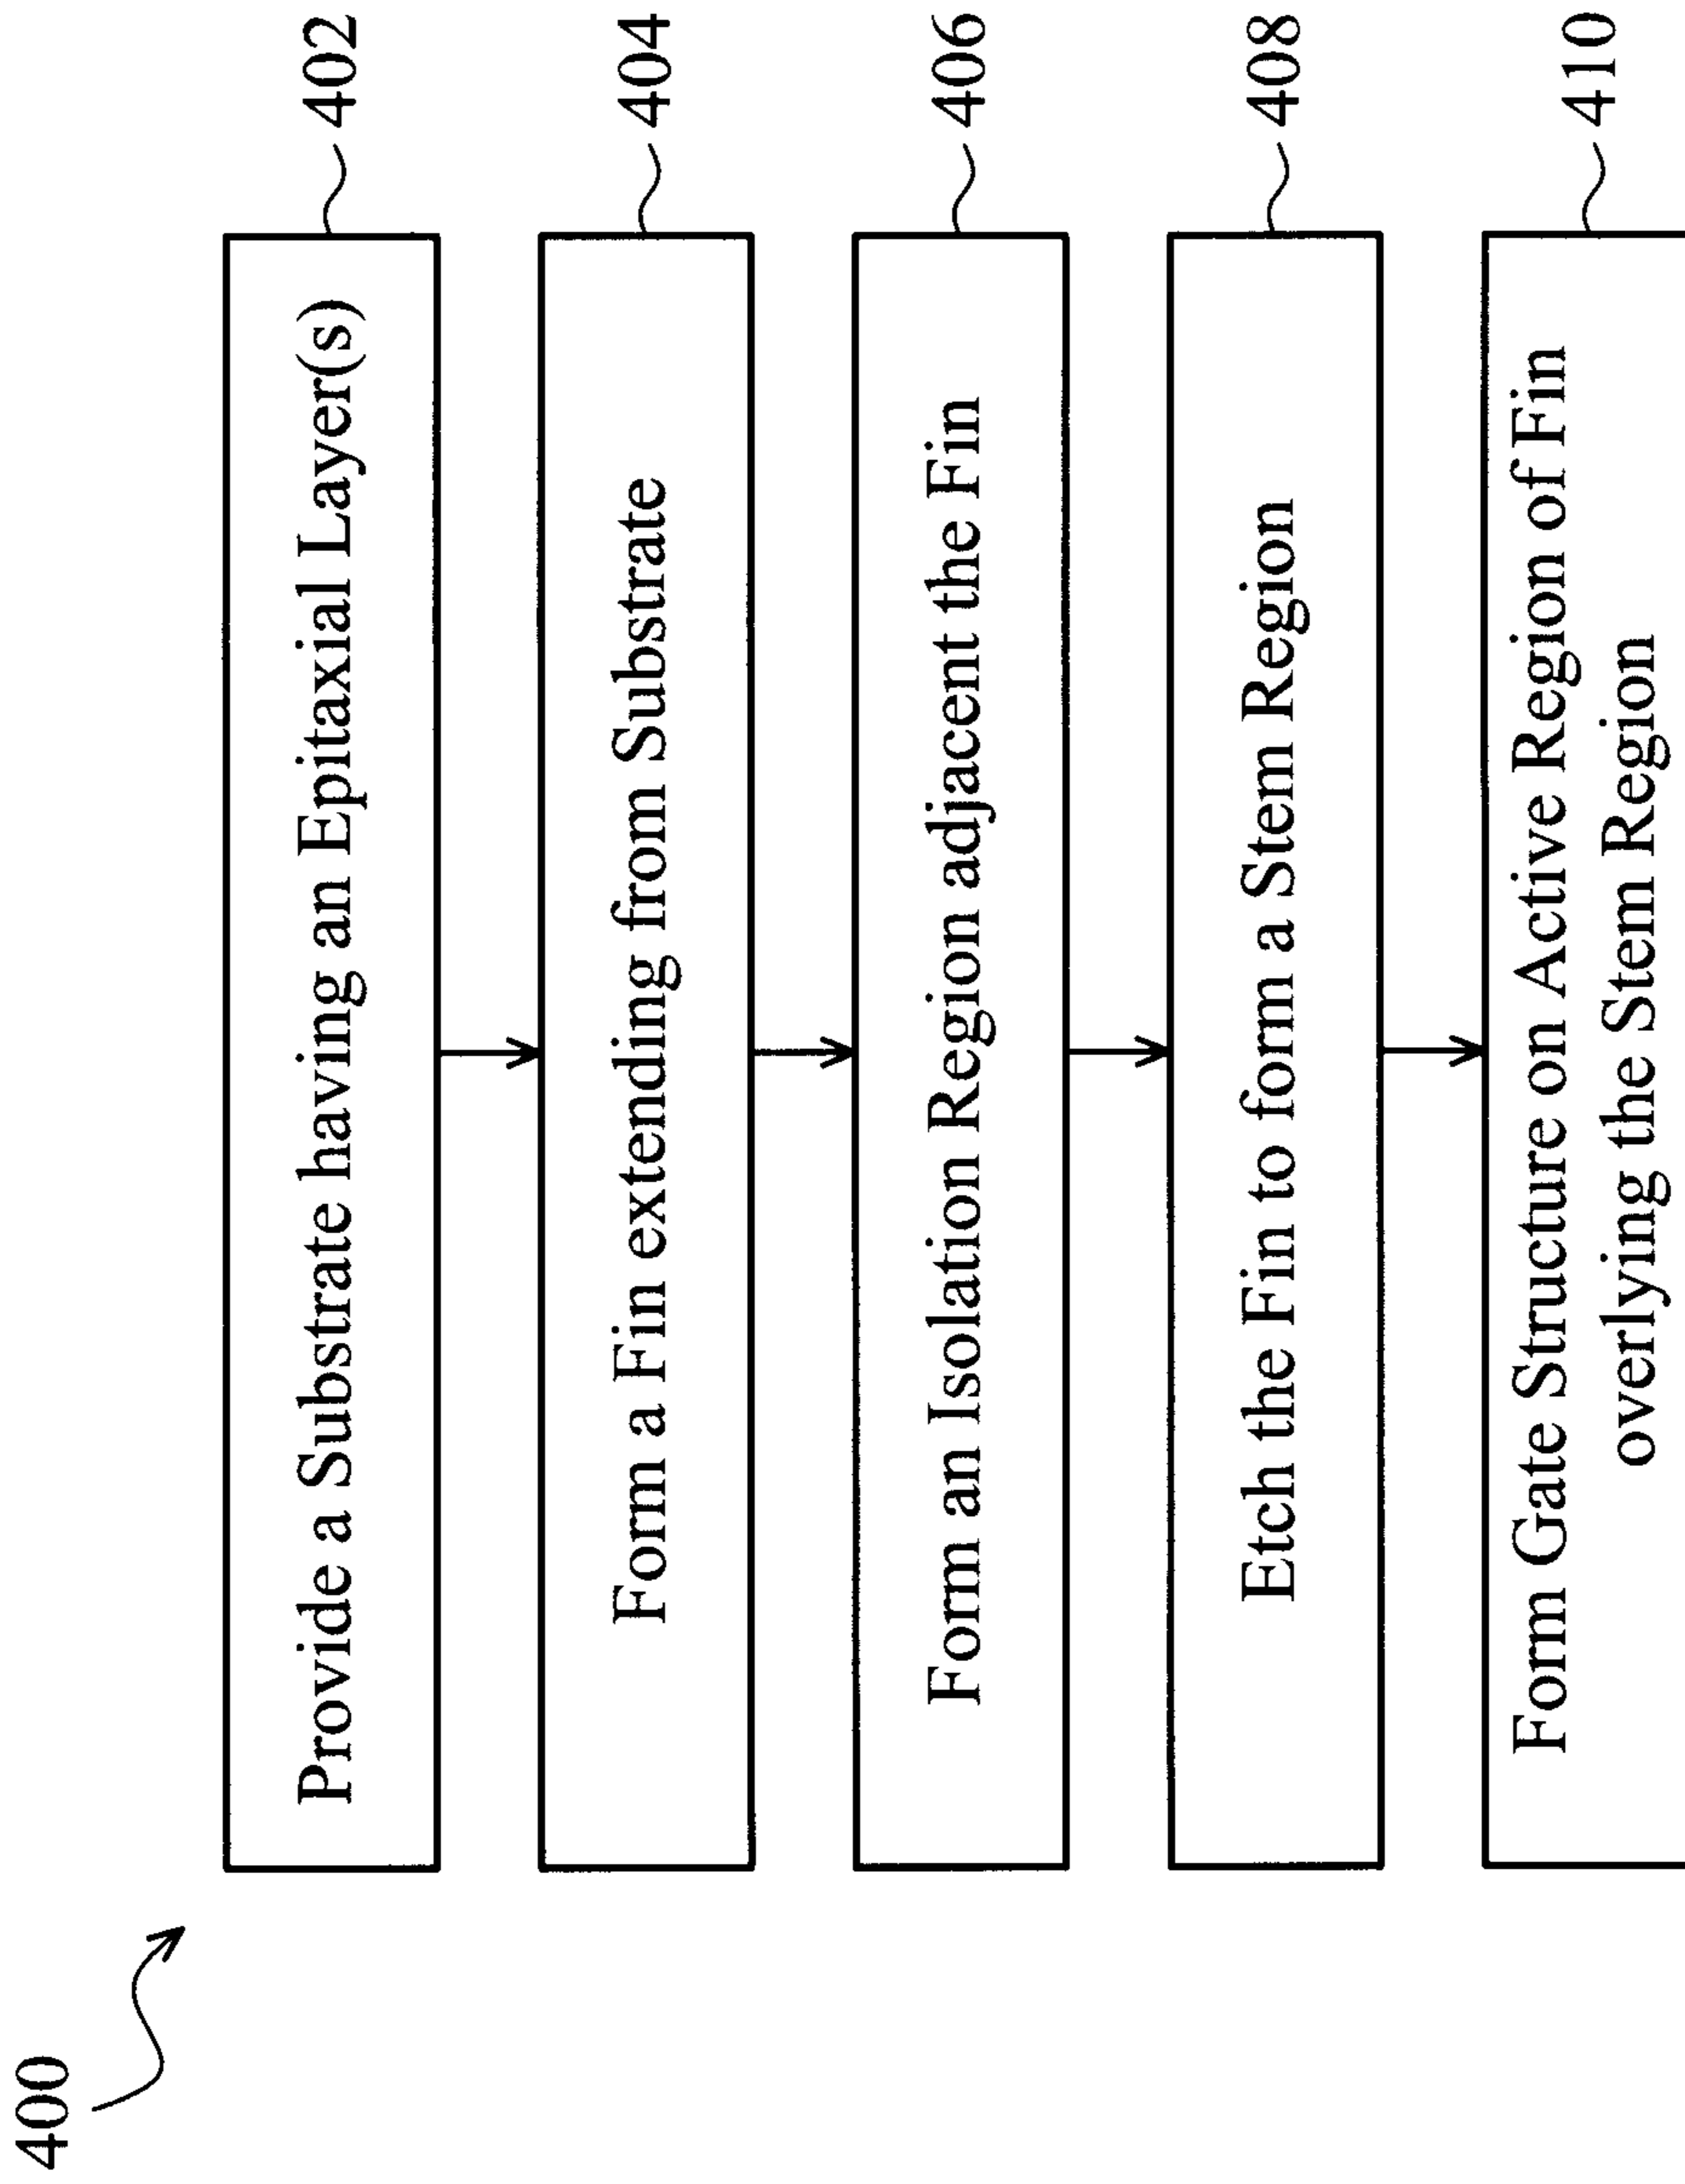 400
Provide a Substrate having an Epitaxial Layer(s)
402
Form a Fin extending from Substrate
404
Form an Isolation Region adjacent the Fin
406
Etch the Fin to form a Stem Region
408
Form Gate Structure on Active Region of Fin
overlying the Stem Region
410